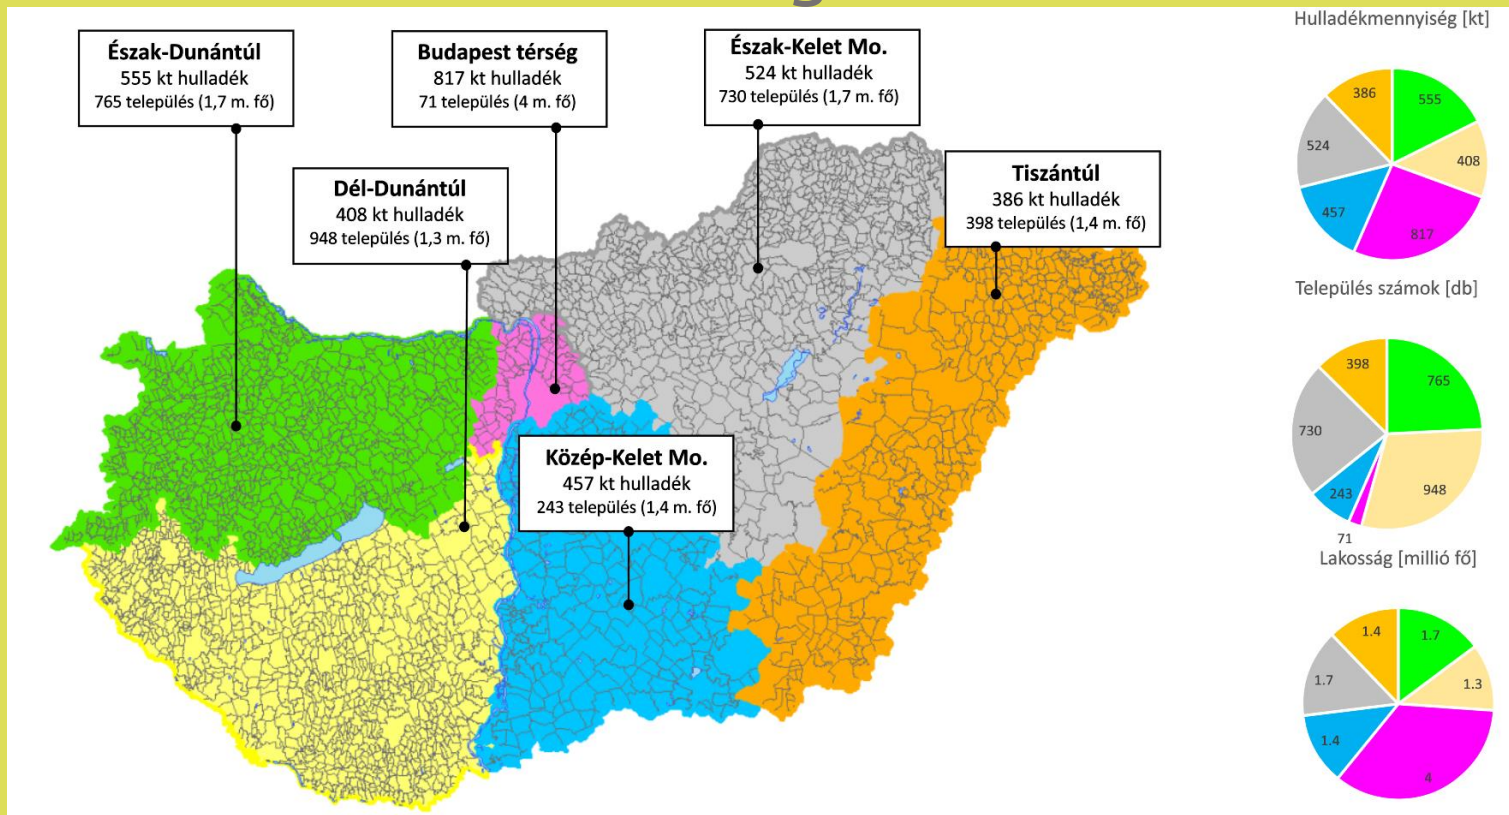 Észak-Dunántúl
555 kt hulladék
765 település (1,7 m. fő)
Budapest térség
817 kt hulladék
71 település (4 m. fő)
Észak-Kelet Mo.
524 kt hulladék
730 település (1,7 m. fő)
Dél-Dunántúl
408 kt hulladék
948 település (1,3 m. fő)
Tiszántúl
386 kt hulladék
398 település (1,4 m. fő)
Közép-Kelet Mo.
457 kt hulladék
243 település (1,4 m. fő)
Hulladékmennyiség [kt]
386
555
524
408
457
817
Település számok [db]
398
765
730
243
948
71
Lakosság [millió fő]
1.4
1.7
1.7
1.3
1.4
4